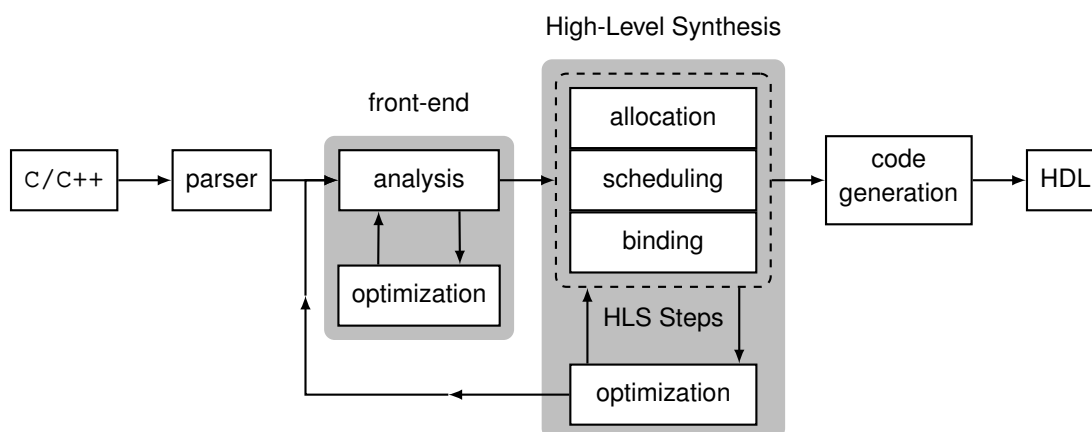 High-Level Synthesis
front-end
allocation
C/C++
parser
analysis
scheduling
code
generation
HDL
binding
optimization
HLS Steps
optimization